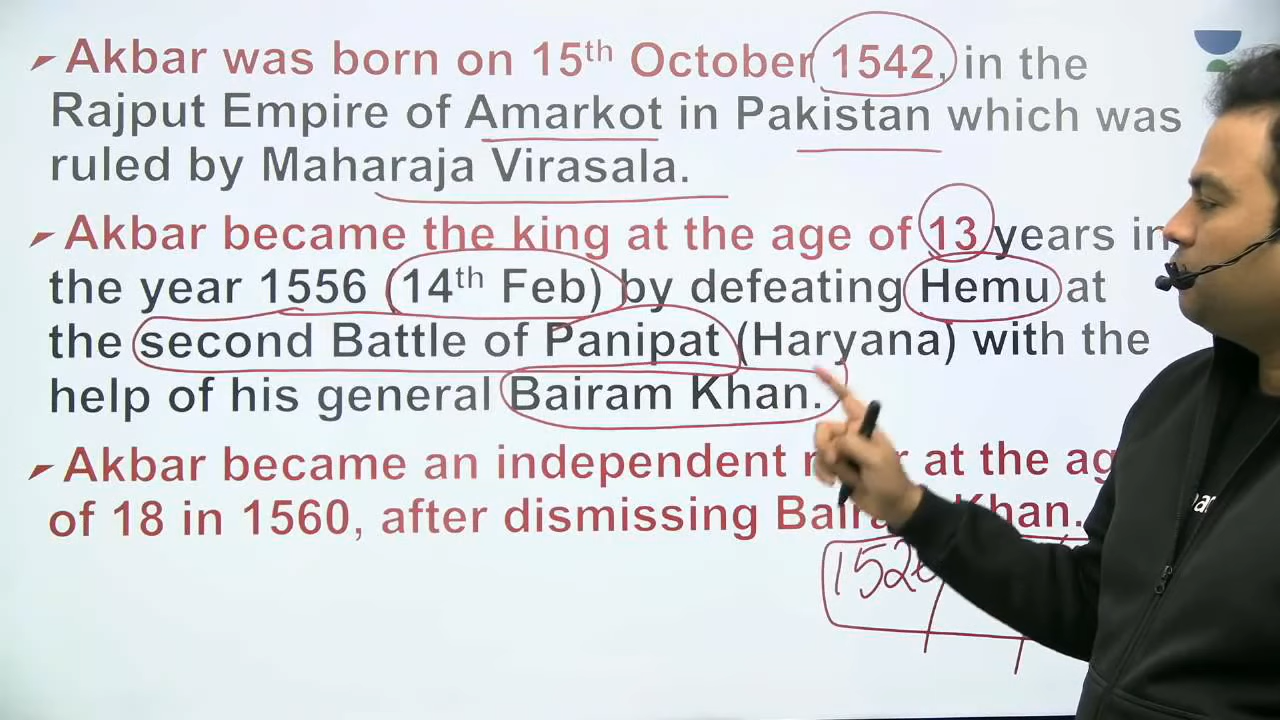 Akbar was born on 15th October 1542, in the
Rajput Empire of Amarkot in Pakistan which was
ruled by Maharaja Virasala.
Akbar became the king at the age of 13 years in
the year 1556 (14th Feb) by defeating Hemu at
the second Battle of Panipat (Haryana) with the
help of his general Bairam Khan.
Akbar became an independent at the
of 18 in 1560, after dismissing Khan.